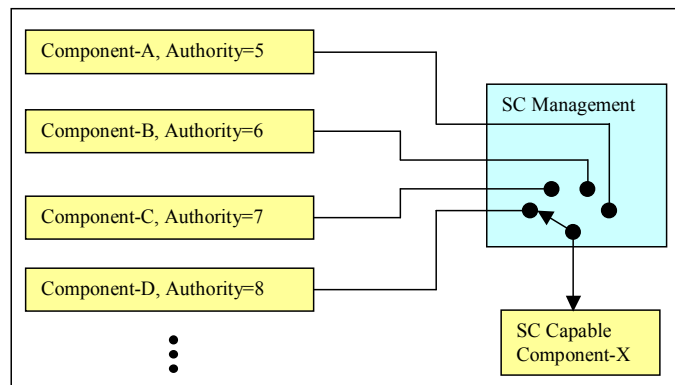 Component-A, Authority=5
SC Management
Component-B, Authority=6
Component-C, Authority=7
Component-D, Authority=8
SC Capable
Component-X